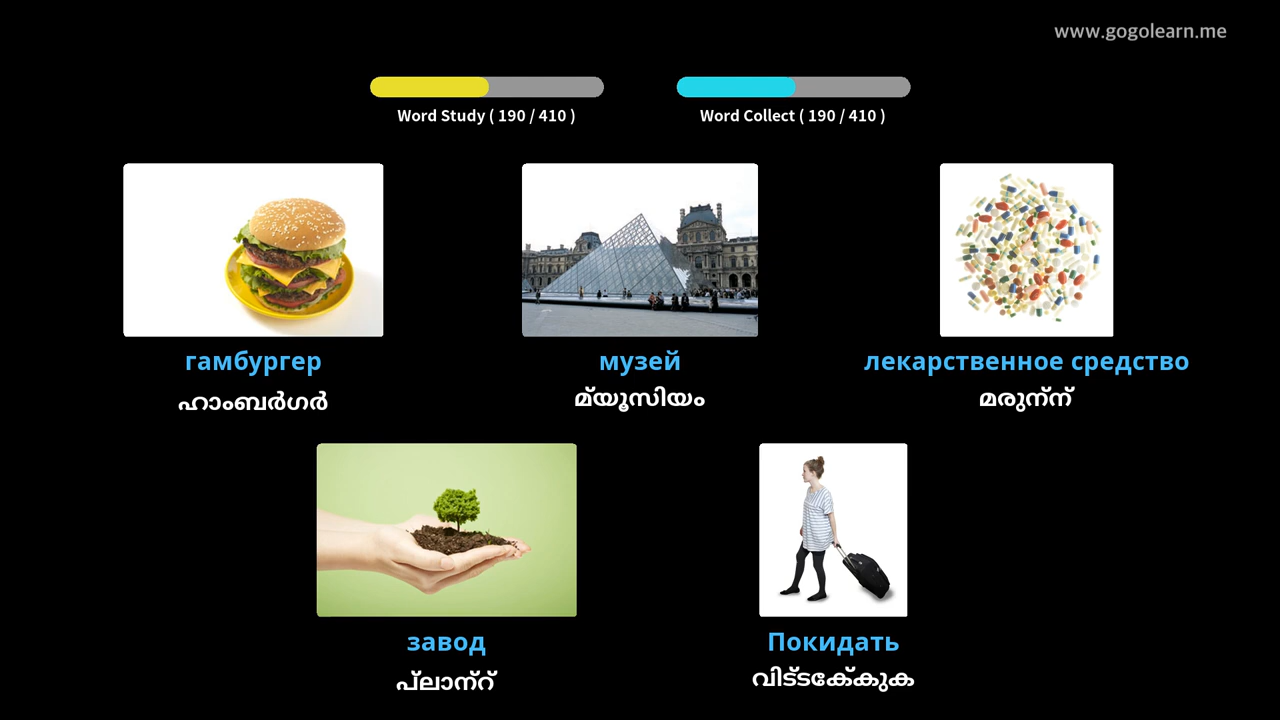 www.gogolearn.me
Word Study ( 190 / 410 )
Word Collect ( 190 / 410 )
гамбургер
ഹാംബർഗർ
музей
മ്യൂസിയം
лекарственное средство
മരുന്ന്
завод
പ്ലാന്റ്
Покидать
വിട്ടേക്കുക